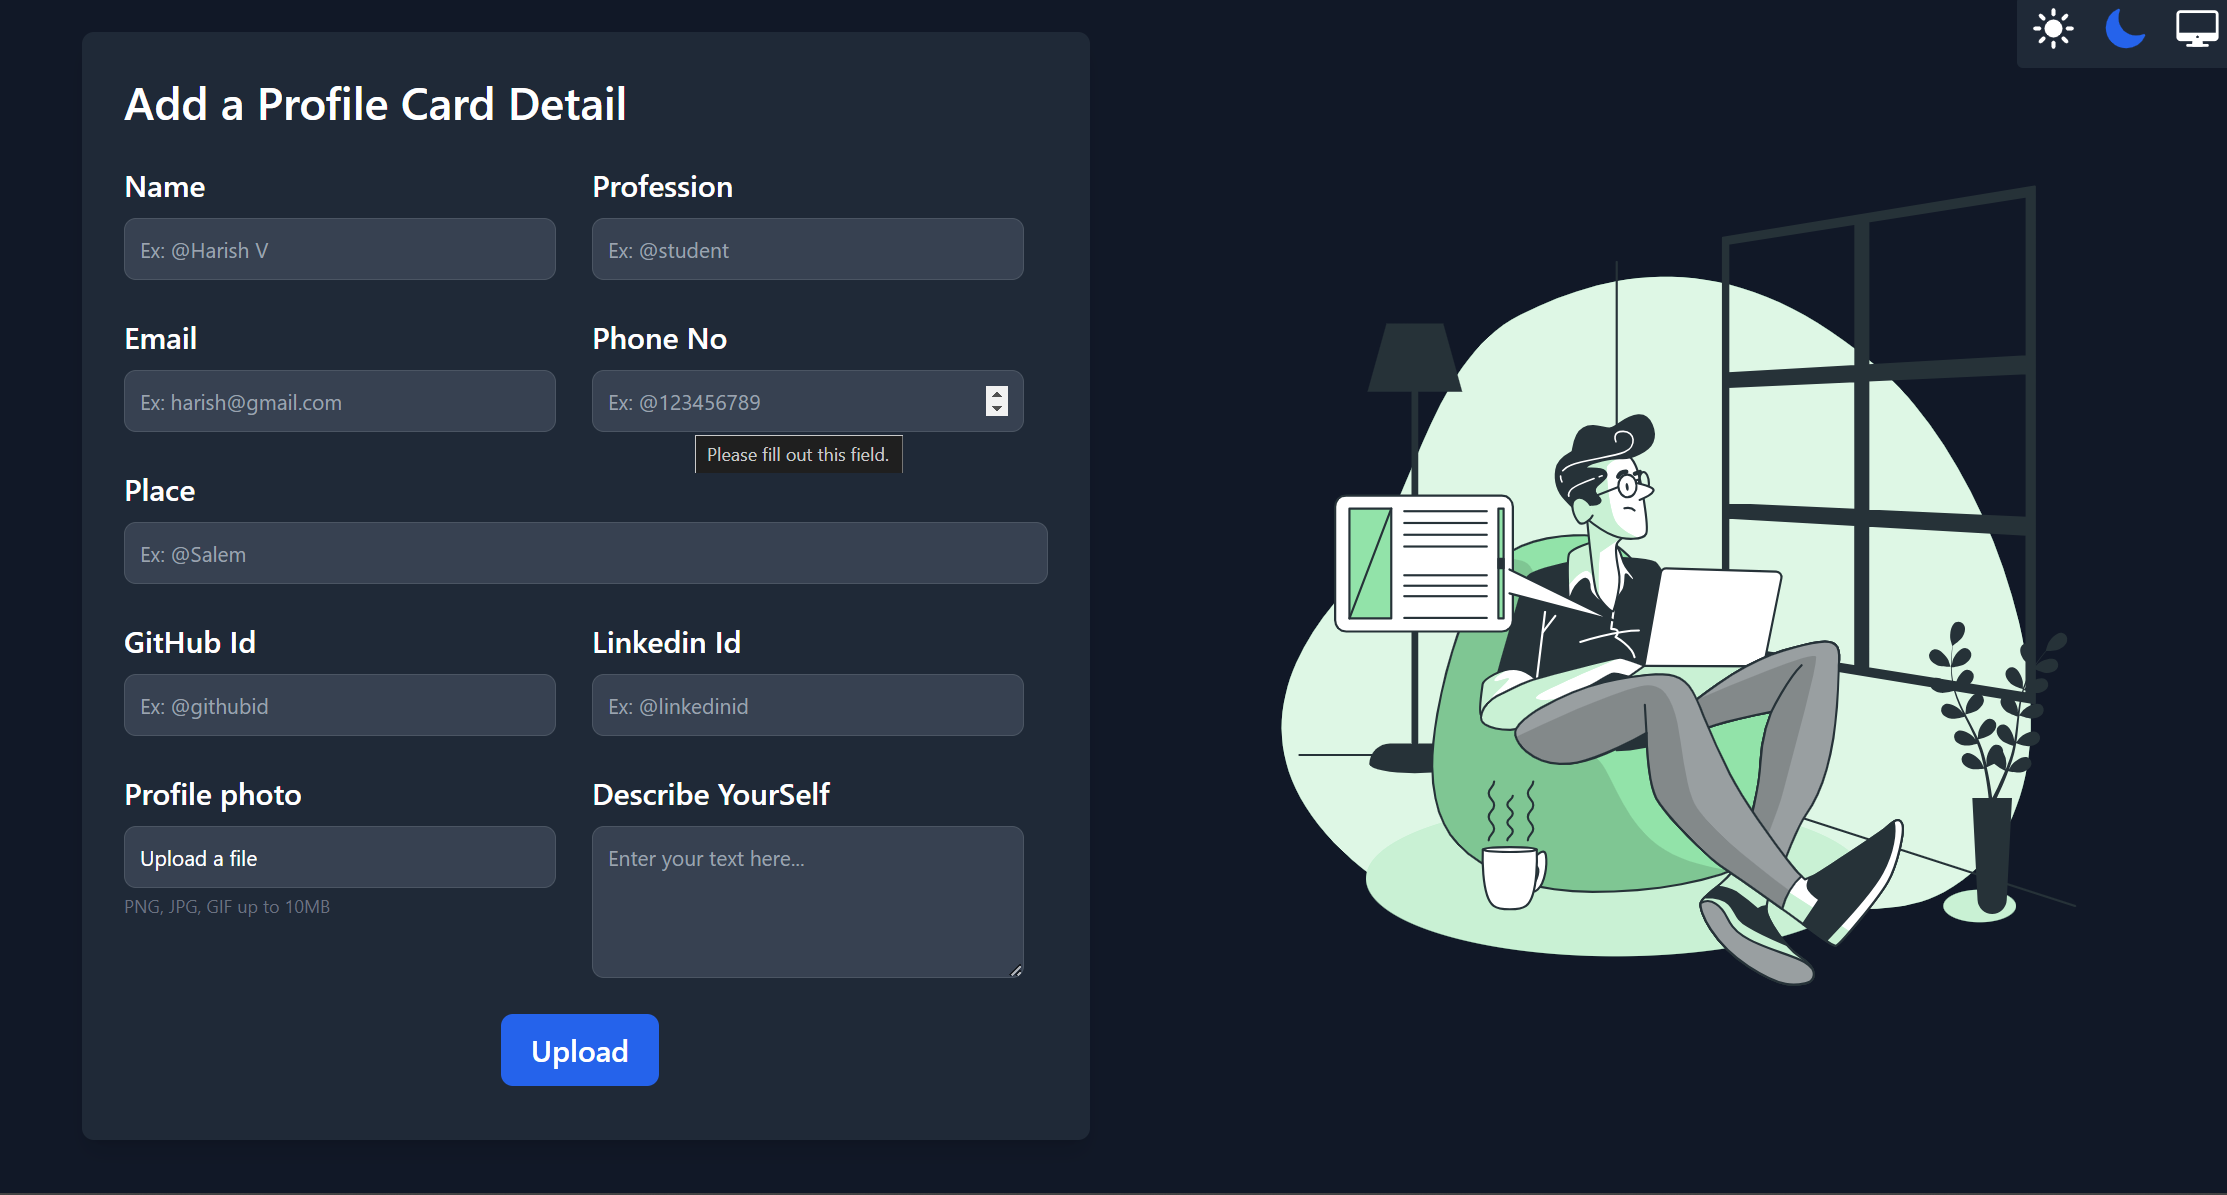 Add a Profile Card Detail
Name
Profession
Ex: @Harish V
Ex: @student
Email
Phone No
Ex: harish@gmail.com
Ex: @123456789
Please fill out this field.
Place
Ex: @Salem
GitHub Id
Linkedin Id
Ex: @githubid
Ex: @linkedinid
Profile photo
Describe YourSelf
Upload a file
Enter your text here...
PNG, JPG, GIF up to 10MB
Upload